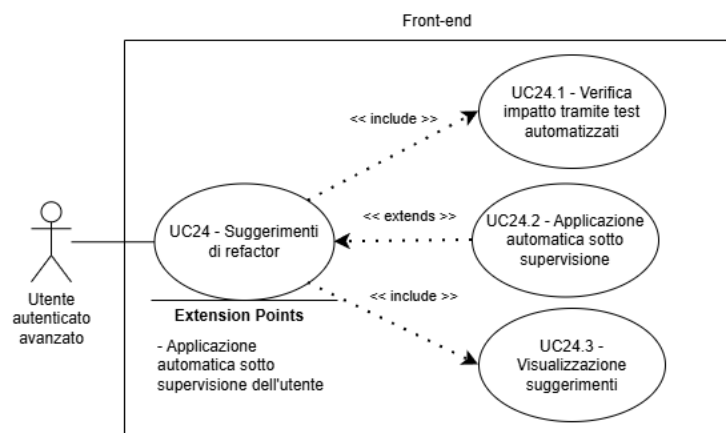 Front-end
UC24.1 - Verifica
impatto tramite test
automatizzati
<< include >>
UC24 - Suggerimenti
di refactor
<< extends >>
UC24.2 - Applicazione
automatica sotto
supervisione
Utente
autenticato
avanzato
Extension Points
- Applicazione
automatica sotto
supervisione dell'utente
<< include >>
UC24.3 -
Visualizzazione
suggerimenti